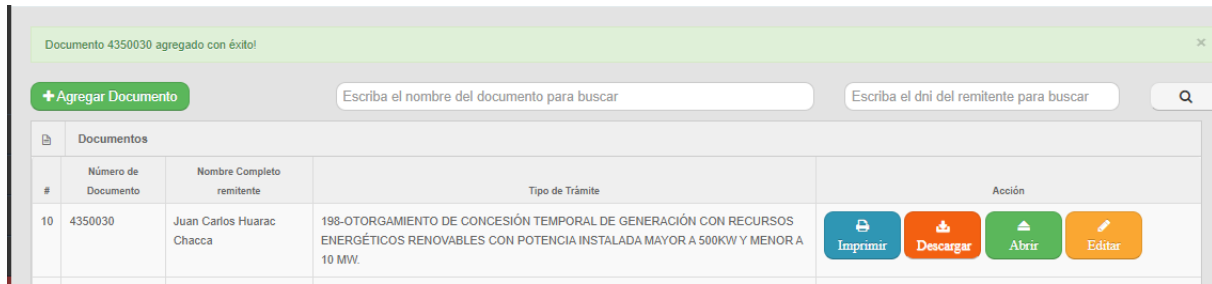 Documento 4350030 agregado con éxito!
×
Agregar Documento
Escriba el nombre del documento para buscar
Escriba el dni del remitente para buscar
Documentos
#
Número de
Documento
Nombre Completo
remitente
Tipo de Trámite
Acción
10
4350030
Juan Carlos Huarac
Chacca
198-OTORGAMIENTO DE CONCESIÓN TEMPORAL DE GENERACIÓN CON RECURSOS
ENERGÉTICOS RENOVABLES CON POTENCIA INSTALADA MAYOR A 500KW Y MENOR A
10 MW.
Imprimir
Descargar
Abrir
Editar